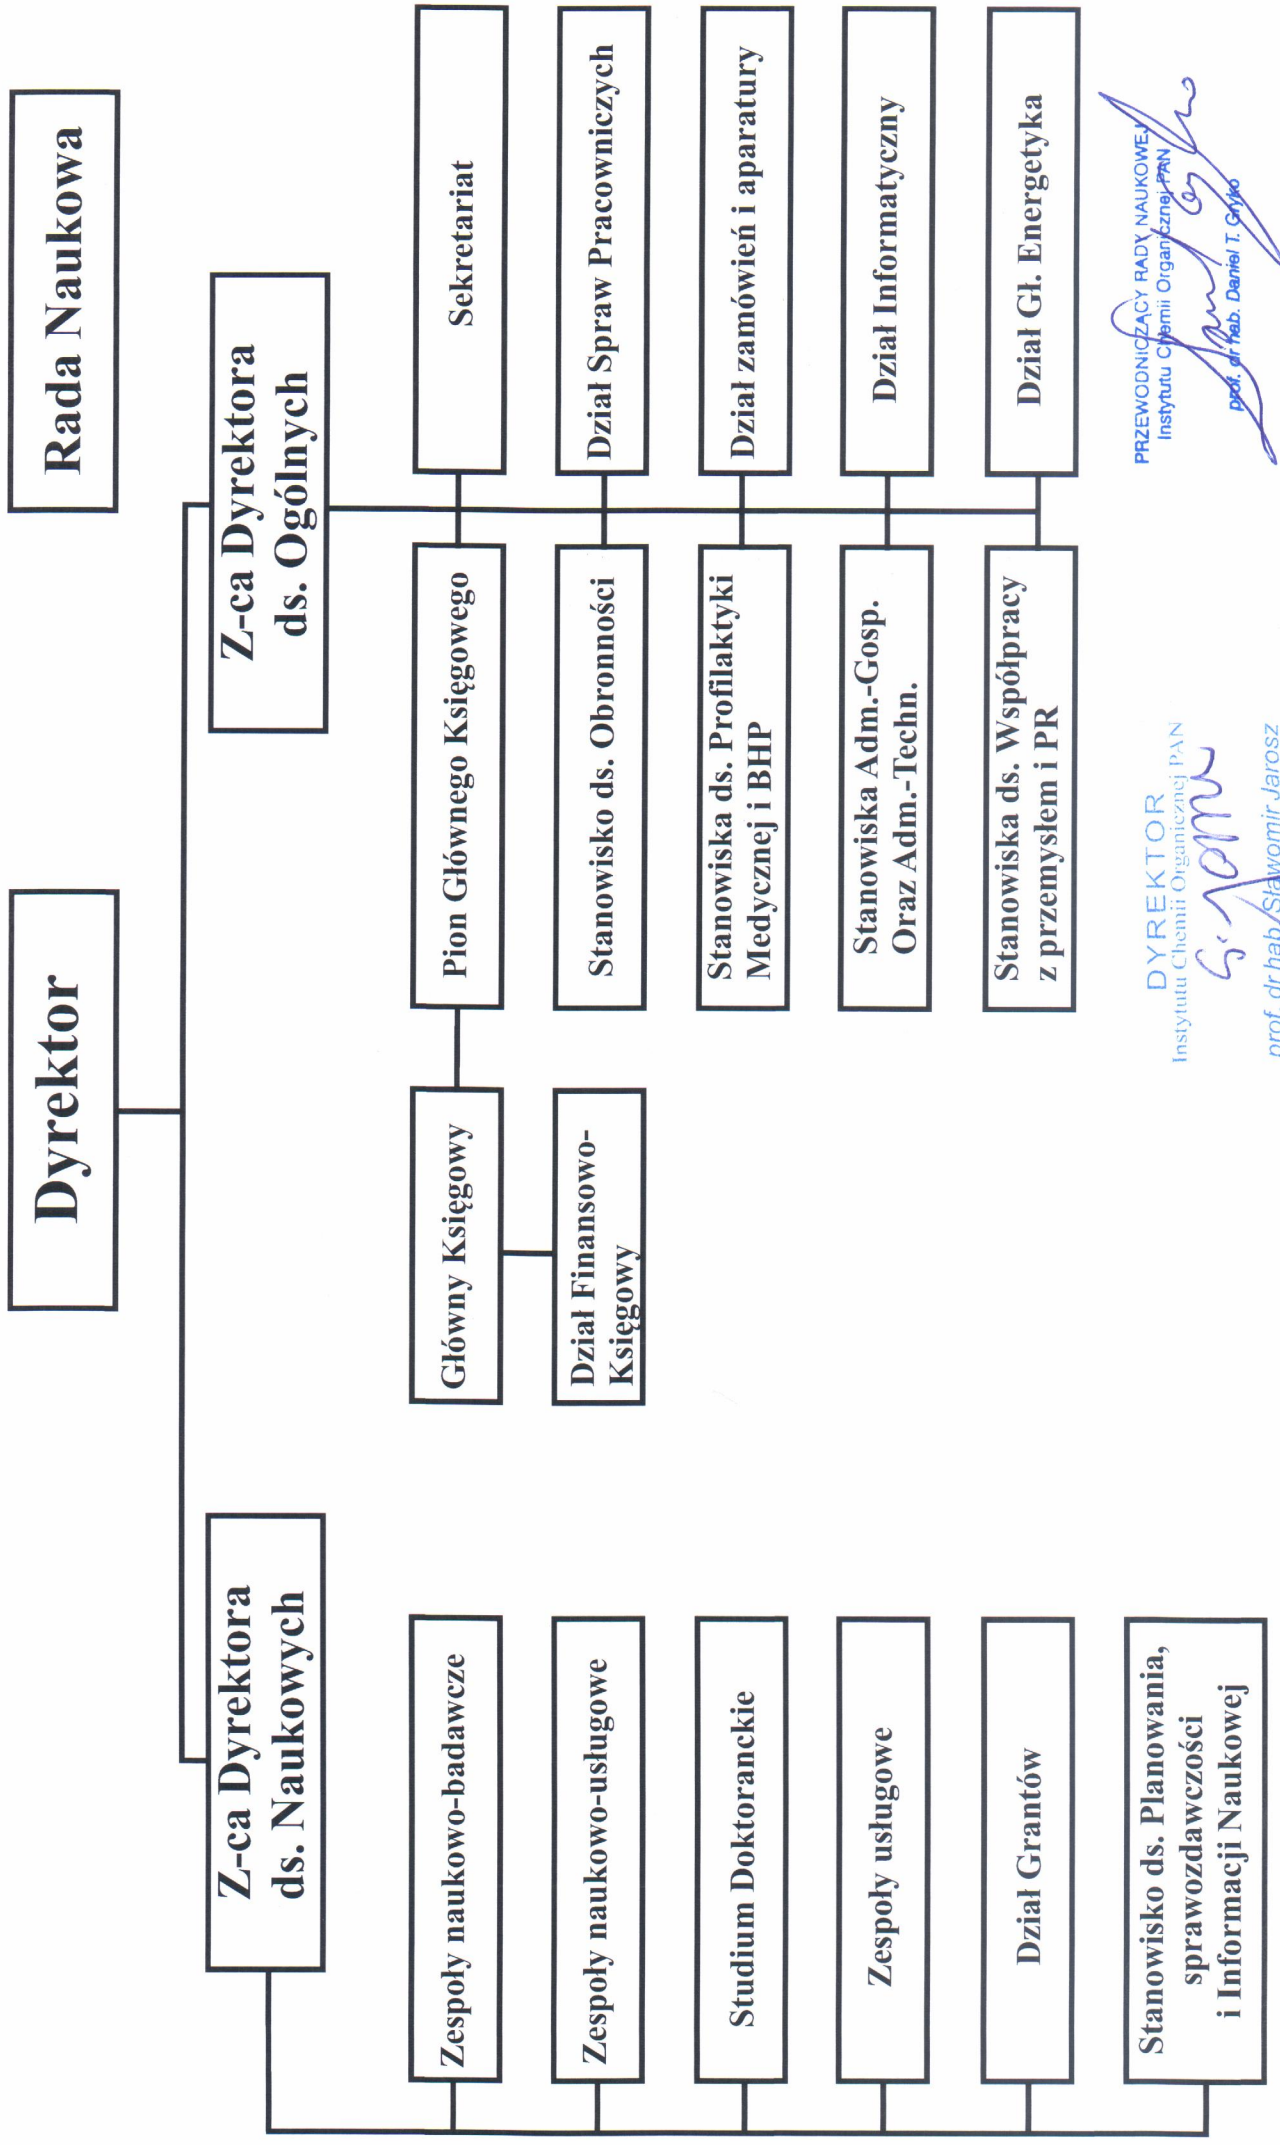 Dyrektor
Rada Naukowa
Z-ca Dyrektora
ds. Naukowych
Z-ca Dyrektora
ds. Ogólnych
Zespoły naukowo-badawcze
Zespoły naukowo-usługowe
Studium Doktoranckie
Zespoły usługowe
Dział Grantów
Stanowisko ds. Planowania,
sprawozdawczości
i Informacji Naukowej
Główny Księgowy
Dział Finansowo-
Księgowy
Pion Głównego Księgowego
Stanowisko ds. Obronności
Stanowiska ds. Profilaktyki
Medycznej i BHP
Stanowiska Adm.-Gosp.
Oraz Adm.-Techn.
Stanowiska ds. Współpracy
z przemysłem i PR
Sekretariat
Dział Spraw Pracowniczych
Dział zamówień i aparatury
Dział Informatyczny
Dział Gł. Energetyka
DYREKTOR
Instytutu Chemii Organicznej PAN
prof. dr hab. Sławomir Jarosz
PRZEWODNICZĄCY RADY NAUKOWEJ
Instytutu Chemii Organicznej PAN
prof. dr hab. Daniel T. Gryko